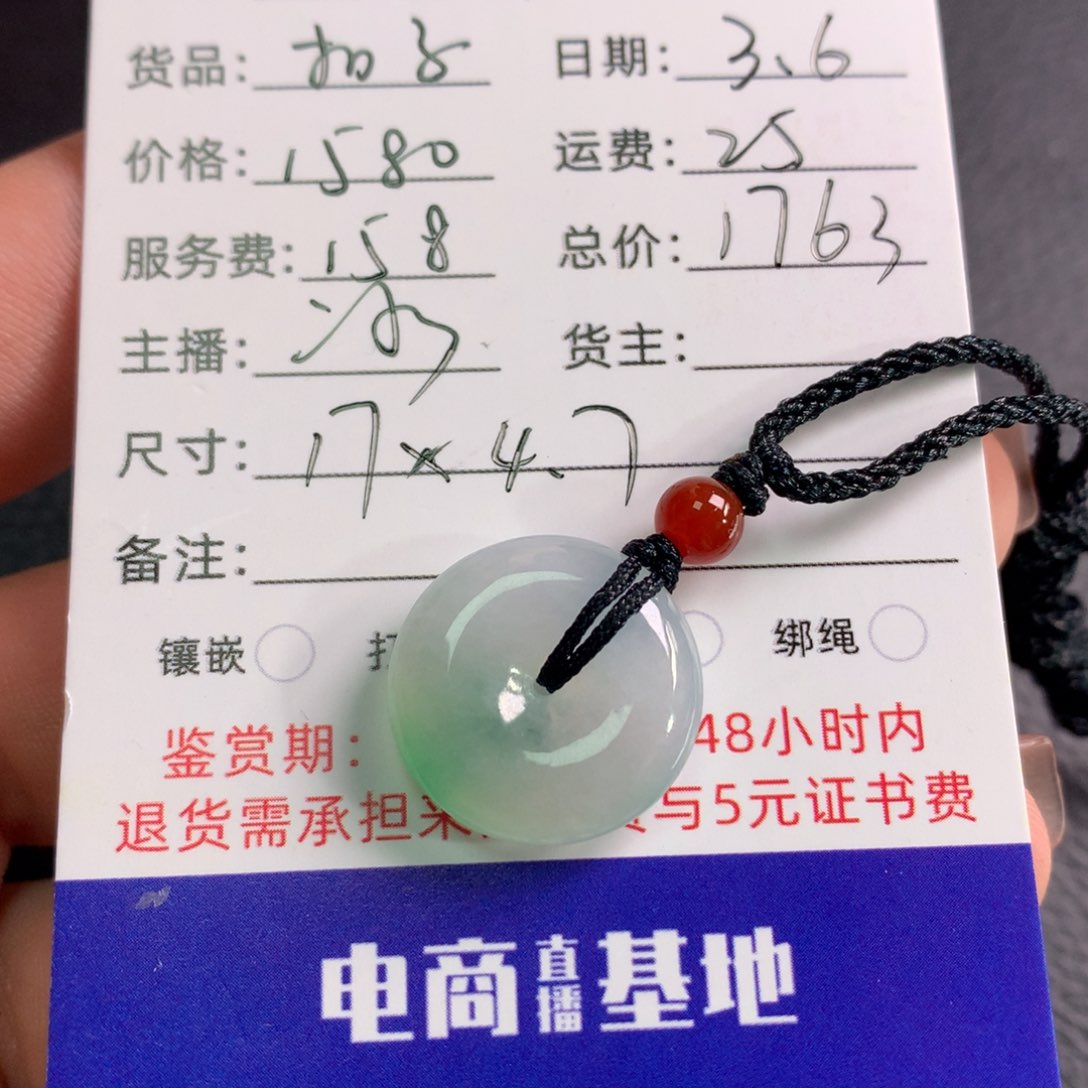 货品: 扣子 日期: 3.6
价格: 1580 运费: 25
服务费: 158 总价: 1763
主播: 货主:
尺寸: 17×4.7
备注:
镶嵌 绑绳
鉴赏期: 48小时内
退货需承担采 与5元证书费
电商直播基地